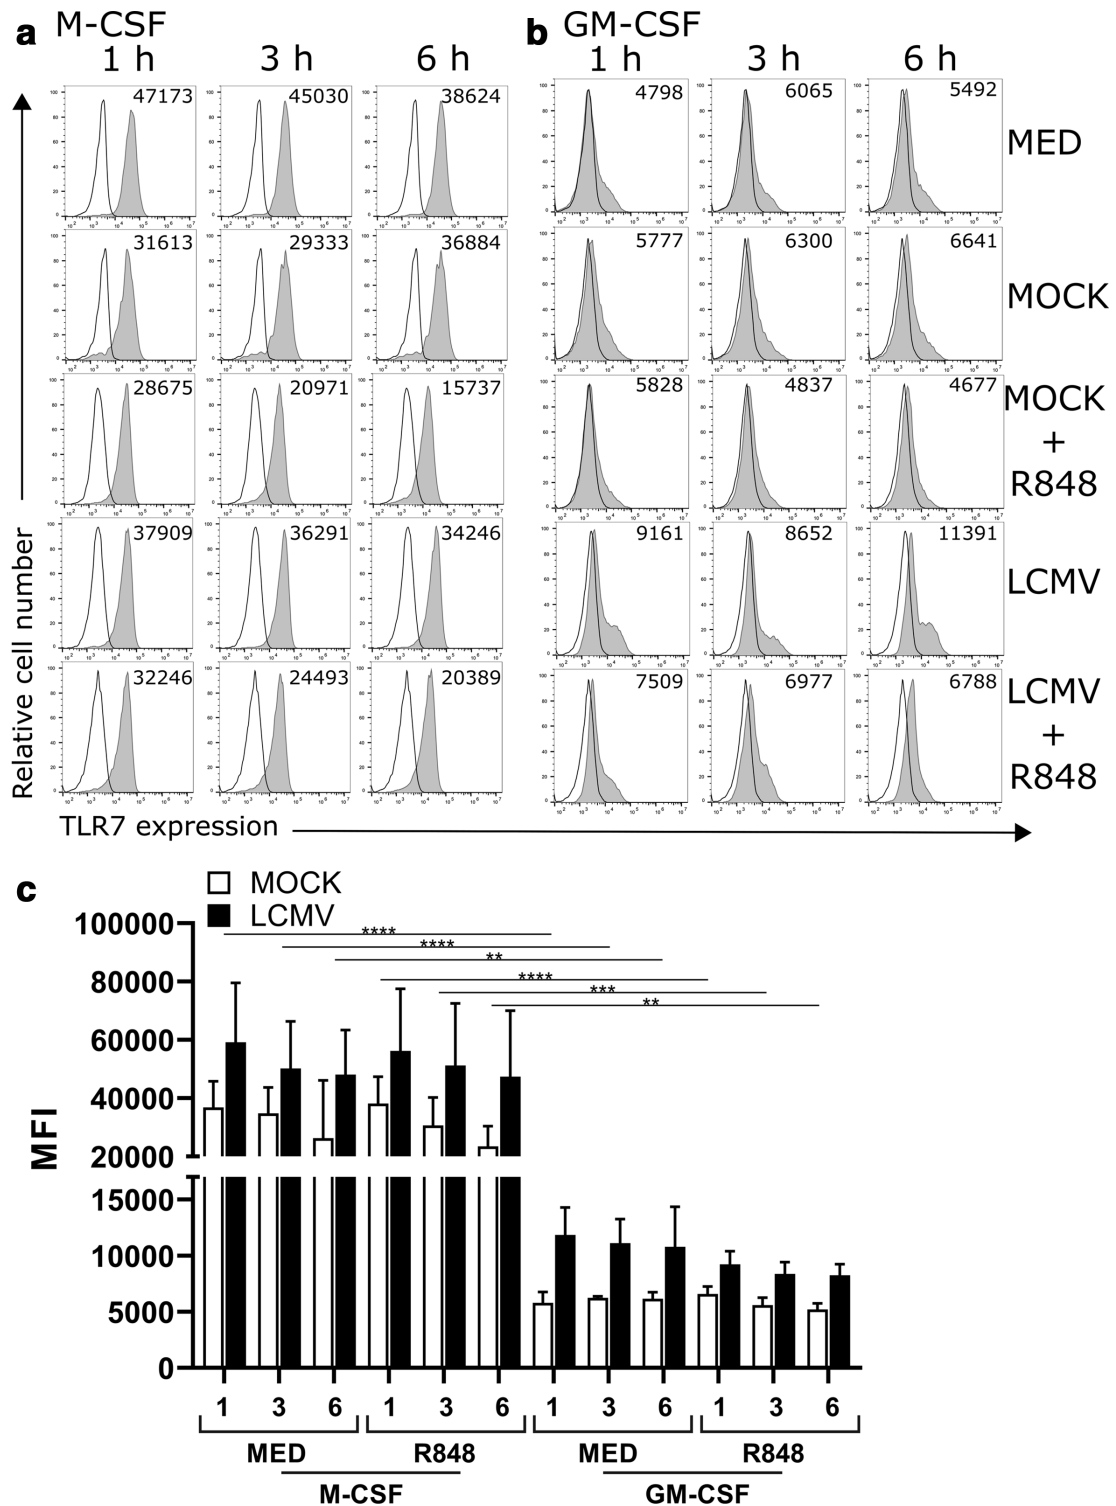 a M-CSF
b GM-CSF
1 h 3 h 6 h
1 h 3 h 6 h
47173 45030 38624
4798 6065 5492
MED
31613 29333 36884
5777 6300 6641
MOCK
28675 20971 15737
5828 4837 4677
MOCK
+
R848
37909 36291 34246
9161 8652 11391
LCMV
32246 24493 20389
7509 6977 6788
LCMV
+
R848
Relative cell number
TLR7 expression
c
MOCK
LCMV
MFI
100000
80000
60000
40000
20000
15000
10000
5000
0
****
****
**
****
***
**
1 3 6 1 3 6 1 3 6 1 3 6
MED R848 MED R848
M-CSF GM-CSF